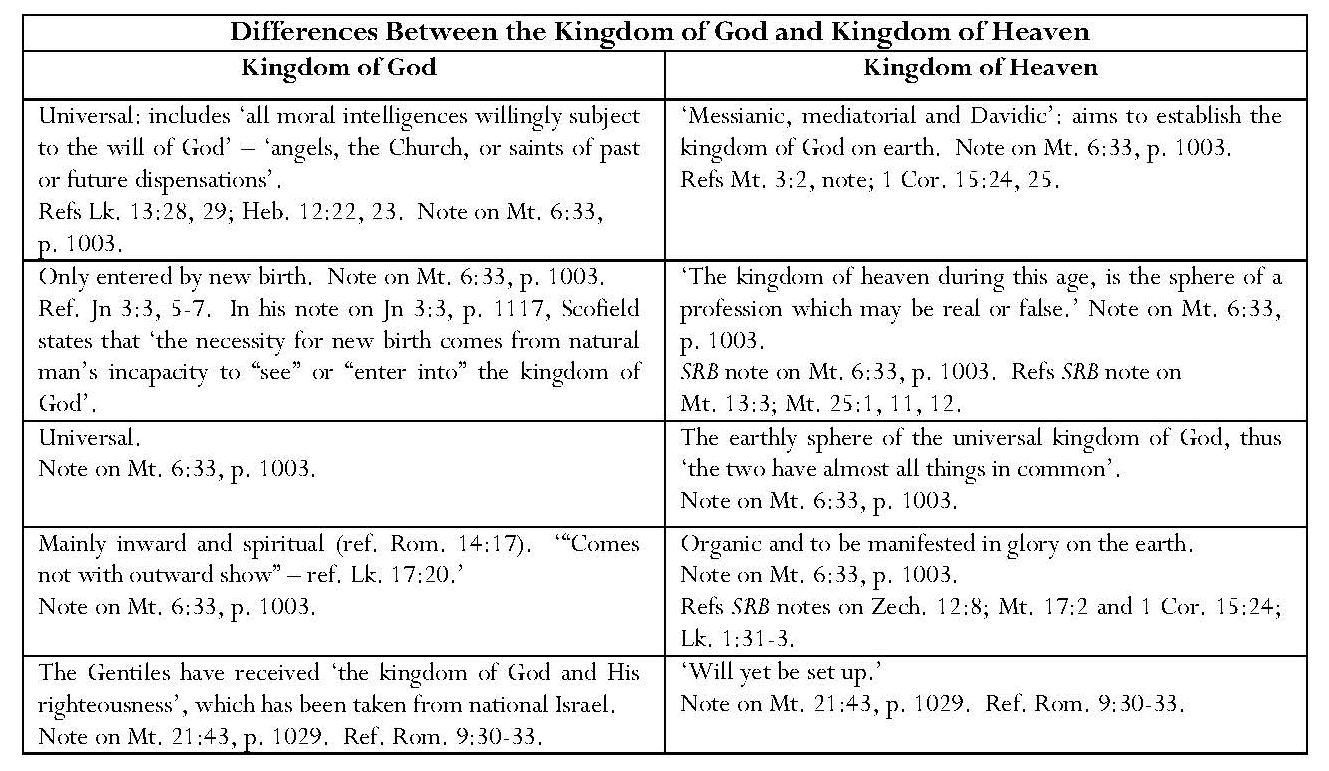 Differences Between the Kingdom of God and Kingdom of Heaven
Kingdom of God
Kingdom of Heaven
Universal: includes ‘all moral intelligences willingly subject
to the will of God’ – ‘angels, the Church, or saints of past
or future dispensations’.
Refs Lk. 13:28, 29; Heb. 12:22, 23. Note on Mt. 6:33,
p. 1003.
‘Messianic, mediatorial and Davidic’: aims to establish the
kingdom of God on earth. Note on Mt. 6:33, p. 1003.
Refs Mt. 3:2, note; 1 Cor. 15:24, 25.
Only entered by new birth. Note on Mt. 6:33, p. 1003.
Ref. Jn 3:3, 5-7. In his note on Jn 3:3, p. 1117, Scofield
states that ‘the necessity for new birth comes from natural
man’s incapacity to “see” or “enter into” the kingdom of
God’.
‘The kingdom of heaven during this age, is the sphere of a
profession which may be real or false.’ Note on Mt. 6:33,
p. 1003.
SRB note on Mt. 6:33, p. 1003. Refs SRB note on
Mt. 13:3; Mt. 25:1, 11, 12.
Universal.
Note on Mt. 6:33, p. 1003.
The earthly sphere of the universal kingdom of God, thus
‘the two have almost all things in common’.
Note on Mt. 6:33, p. 1003.
Mainly inward and spiritual (ref. Rom. 14:17). ‘“Comes
not with outward show” – ref. Lk. 17:20.’
Note on Mt. 6:33, p. 1003.
Organic and to be manifested in glory on the earth.
Note on Mt. 6:33, p. 1003.
Refs SRB notes on Zech. 12:8; Mt. 17:2 and 1 Cor. 15:24;
Lk. 1:31-3.
The Gentiles have received ‘the kingdom of God and His
righteousness’, which has been taken from national Israel.
Note on Mt. 21:43, p. 1029. Ref. Rom. 9:30-33.
‘Will yet be set up.’
Note on Mt. 21:43, p. 1029. Ref. Rom. 9:30-33.